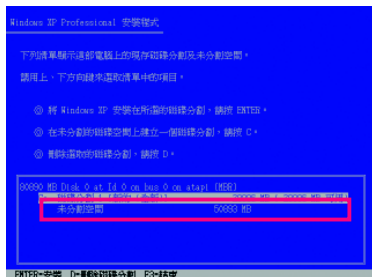 Windows XP Professional 安裝程式
下列清單顯示這部電腦上的現存磁碟分割及未分割空間。
請用上、下方向鍵來選取清單中的項目。
◎ 將 Windows XP 安裝在所選的磁碟分割，請按 ENTER。
◎ 在未分割的磁碟空間上建立一個磁碟分割，請按 C。
◎ 刪除選取的磁碟分割，請按 D。
80890 MB Disk 0 at Id 0 on bus 0 on atapi (MBR)
未分割空間 50883 MB
ENTER=安裝 D=刪除磁碟分割 F3=結束